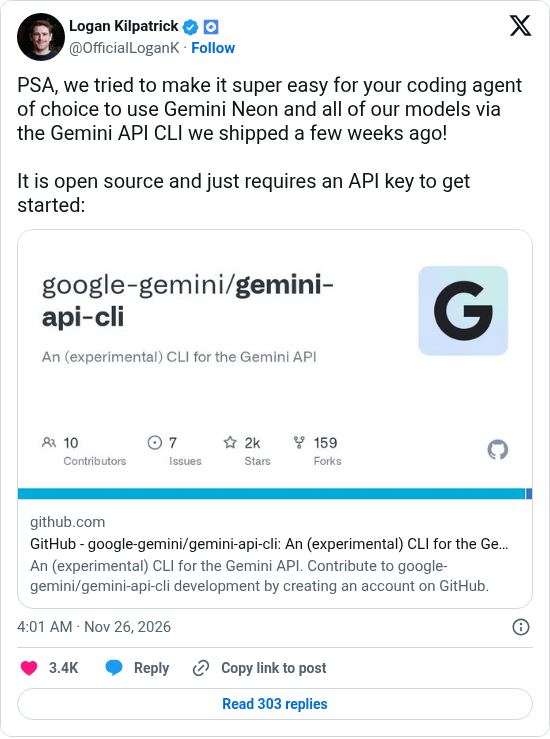 Logan Kilpatrick
@OfficialLoganK · Follow
PSA, we tried to make it super easy for your coding agent
of choice to use Gemini Neon and all of our models via
the Gemini API CLI we shipped a few weeks ago!
It is open source and just requires an API key to get
started:
google-gemini/gemini-
api-cli
An (experimental) CLI for the Gemini API
10 Contributors
7 Issues
2k Stars
159 Forks
github.com
GitHub - google-gemini/gemini-api-cli: An (experimental) CLI for the Ge...
An (experimental) CLI for the Gemini API. Contribute to google-
gemini/gemini-api-cli development by creating an account on GitHub.
4:01 AM · Nov 26, 2026
3.4K Reply Copy link to post
Read 303 replies